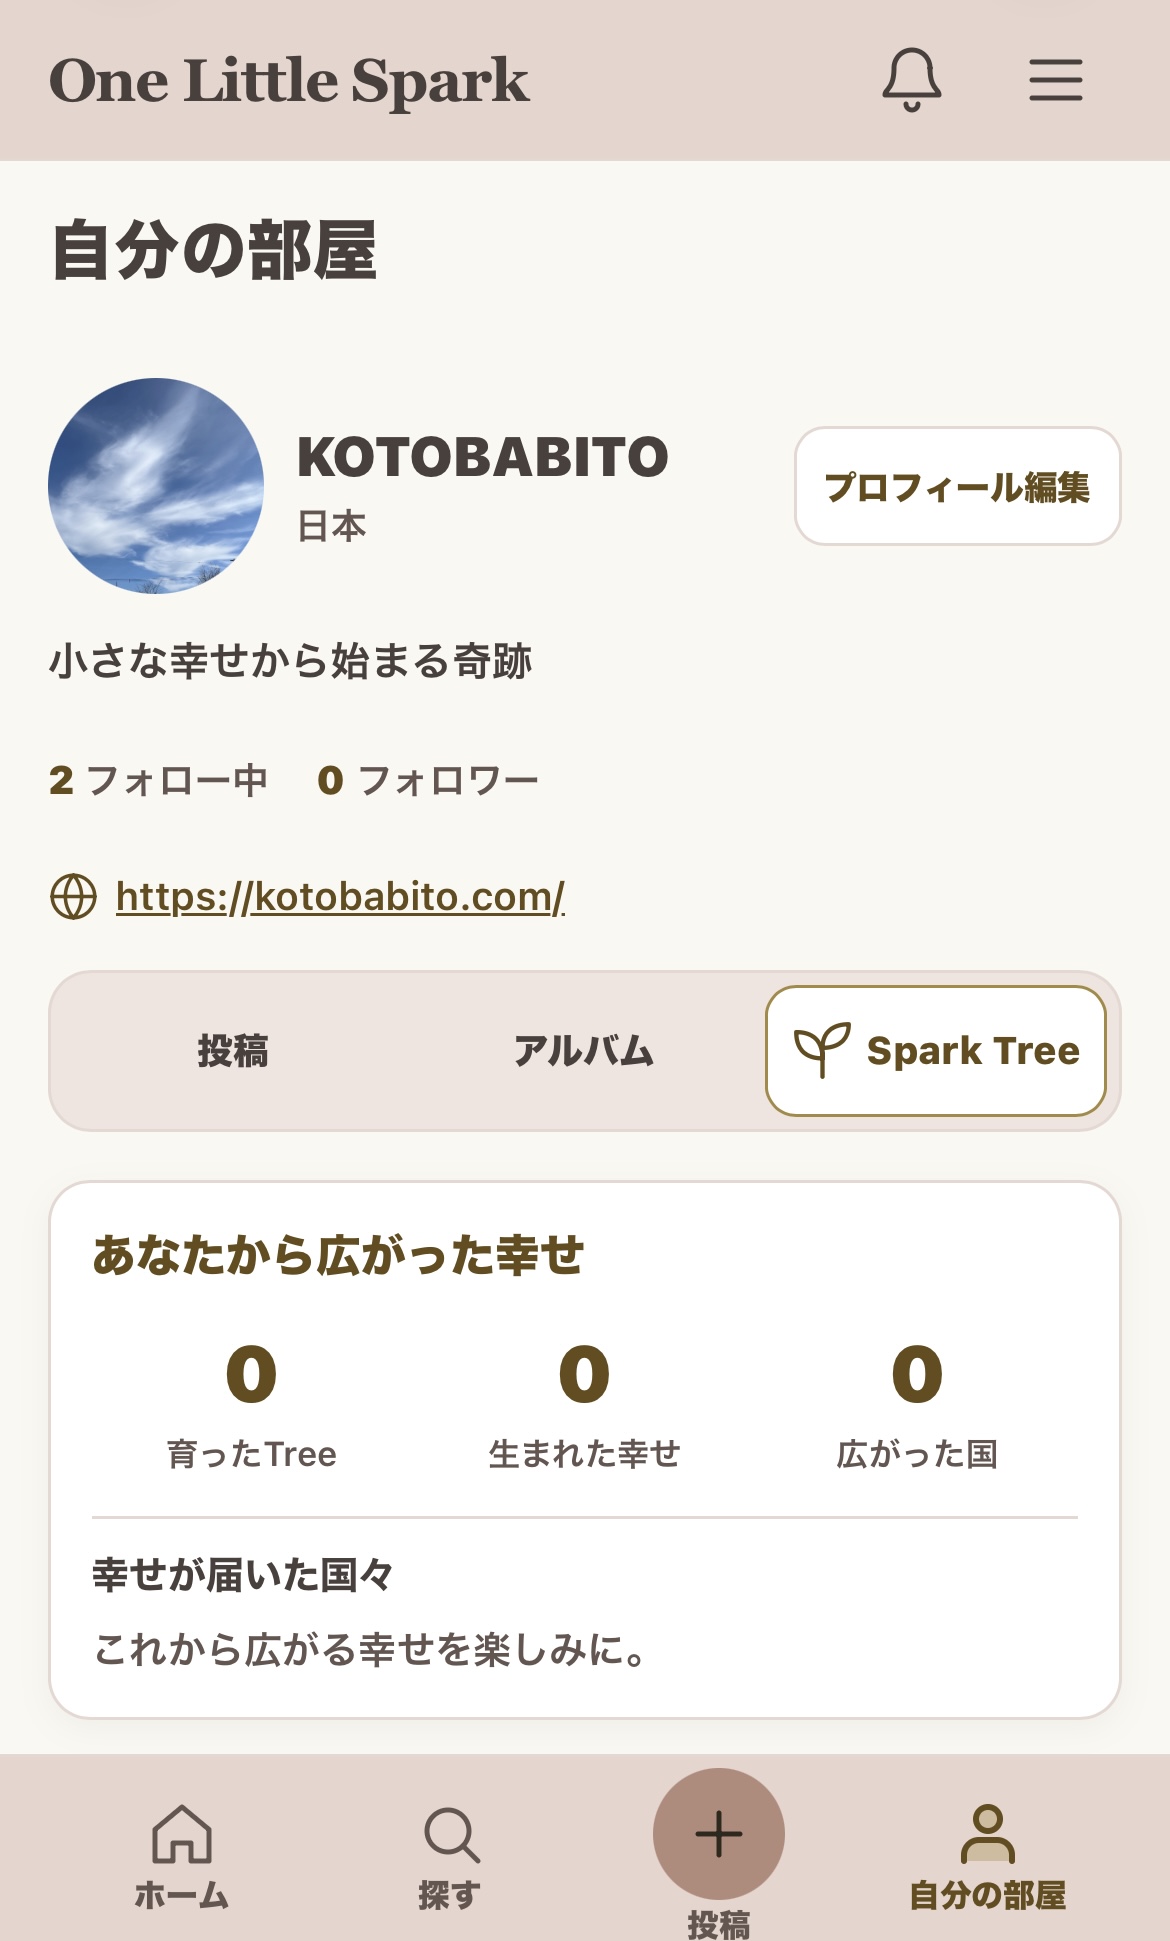 One Little Spark
自分の部屋
KOTOBABITO
日本
プロフィール編集
小さな幸せから始まる奇跡
2 フォロー中 0 フォロワー
https://kotobabito.com/
投稿 アルバム Spark Tree
あなたから広がった幸せ
0 0 0
育ったTree 生まれた幸せ 広がった国
幸せが届いた国々
これから広がる幸せを楽しみに。
ホーム 探す 投稿 自分の部屋